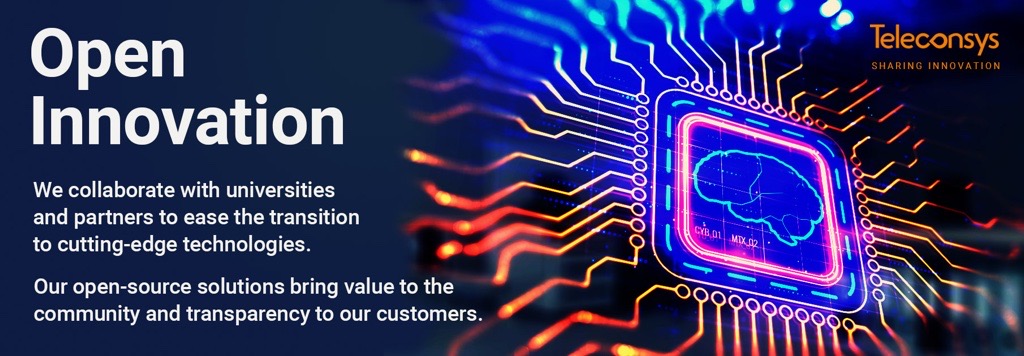 Open
Innovation
We collaborate with universities
and partners to ease the transition
to cutting-edge technologies.
Our open-source solutions bring value to the
community and transparency to our customers.
Teleconsys
SHARING INNOVATION
CYB_01 MTX_02